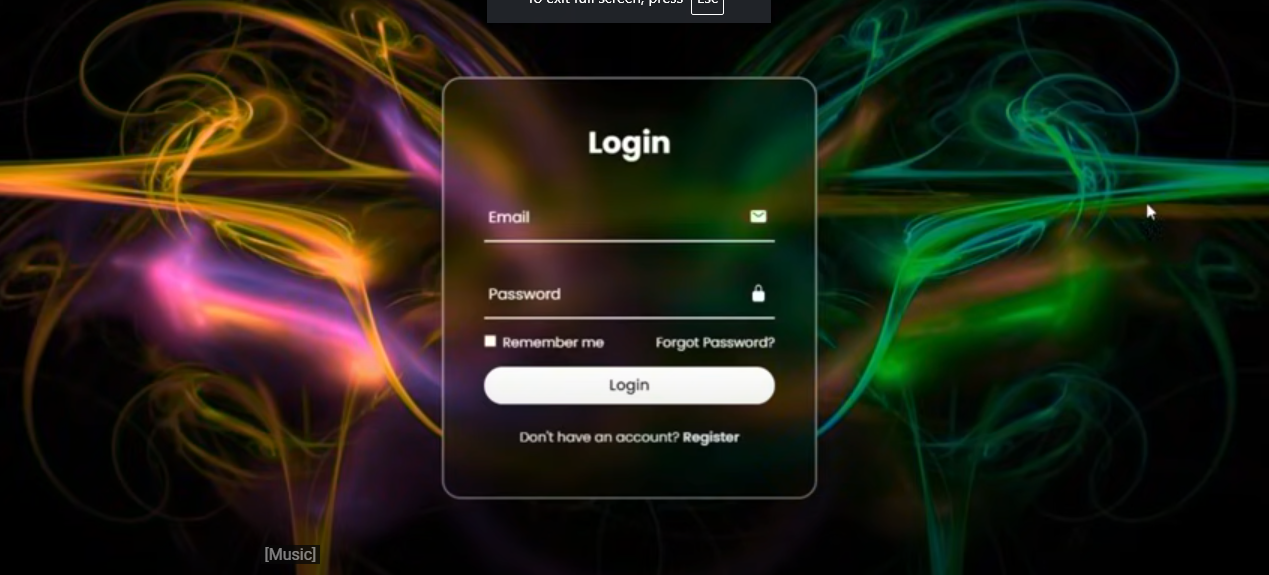 To exit full screen, press Esc
Login
Email
Password
Remember me Forgot Password?
Login
Don't have an account? Register
[Music]